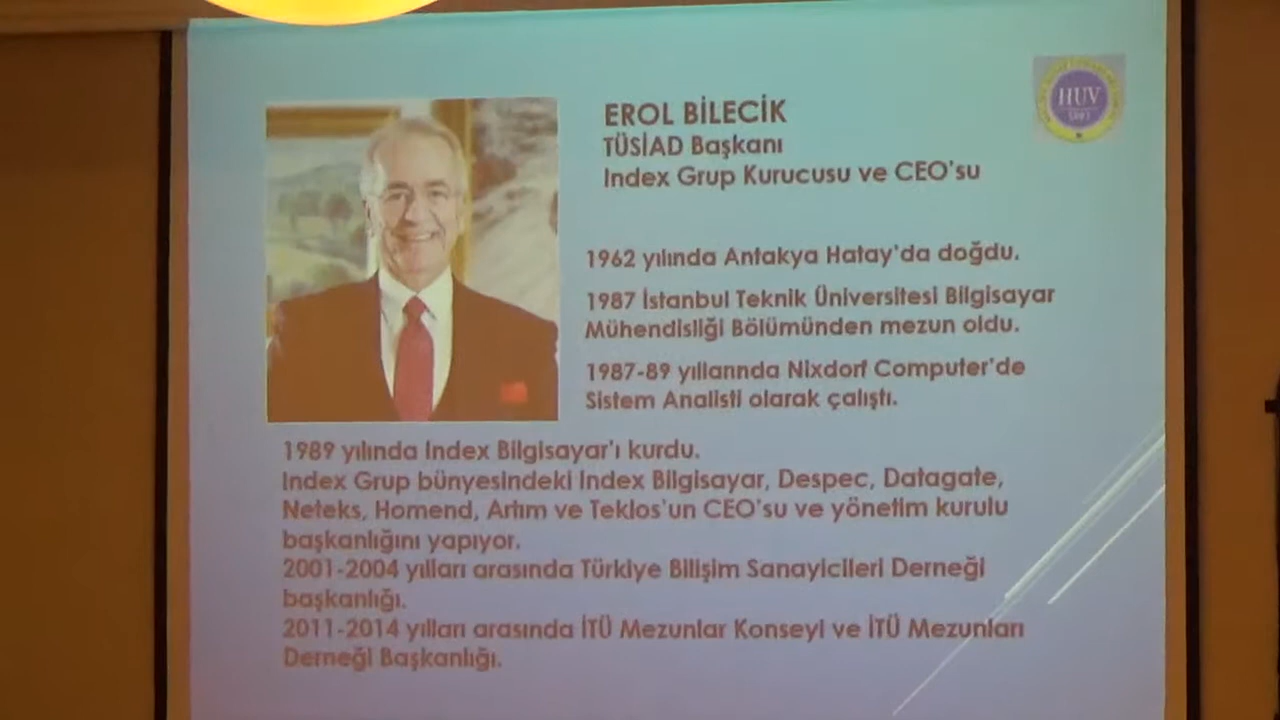 EROL BİLECİK
TÜSİAD Başkanı
Index Grup Kurucusu ve CEO'su
HUV
1962 yılında Antakya Hatay'da doğdu.
1987 İstanbul Teknik Üniversitesi Bilgisayar
Mühendisliği Bölümünden mezun oldu.
1987-89 yıllarında Nixdorf Computer'de
Sistem Analisti olarak çalıştı.
1989 yılında Index Bilgisayar'ı kurdu.
Index Grup bünyesindeki Index Bilgisayar, Despec, Datagate,
Neteks, Homend, Artım ve Teklos'un CEO'su ve yönetim kurulu
başkanlığını yapıyor.
2001-2004 yılları arasında Türkiye Bilişim Sanayicileri Derneği
başkanlığı.
2011-2014 yılları arasında İTÜ Mezunlar Konseyi ve İTÜ Mezunları
Derneği Başkanlığı.